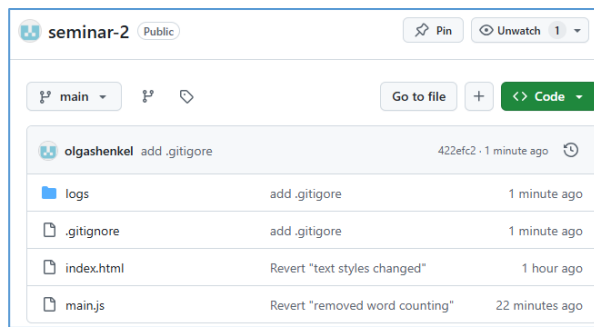 seminar-2 Public Pin Unwatch 1
main Go to file + <> Code
olgashenkel add .gitigore 422efc2 · 1 minute ago
logs add .gitigore 1 minute ago
.gitignore add .gitigore 1 minute ago
index.html Revert "text styles changed" 1 hour ago
main.js Revert "removed word counting" 22 minutes ago